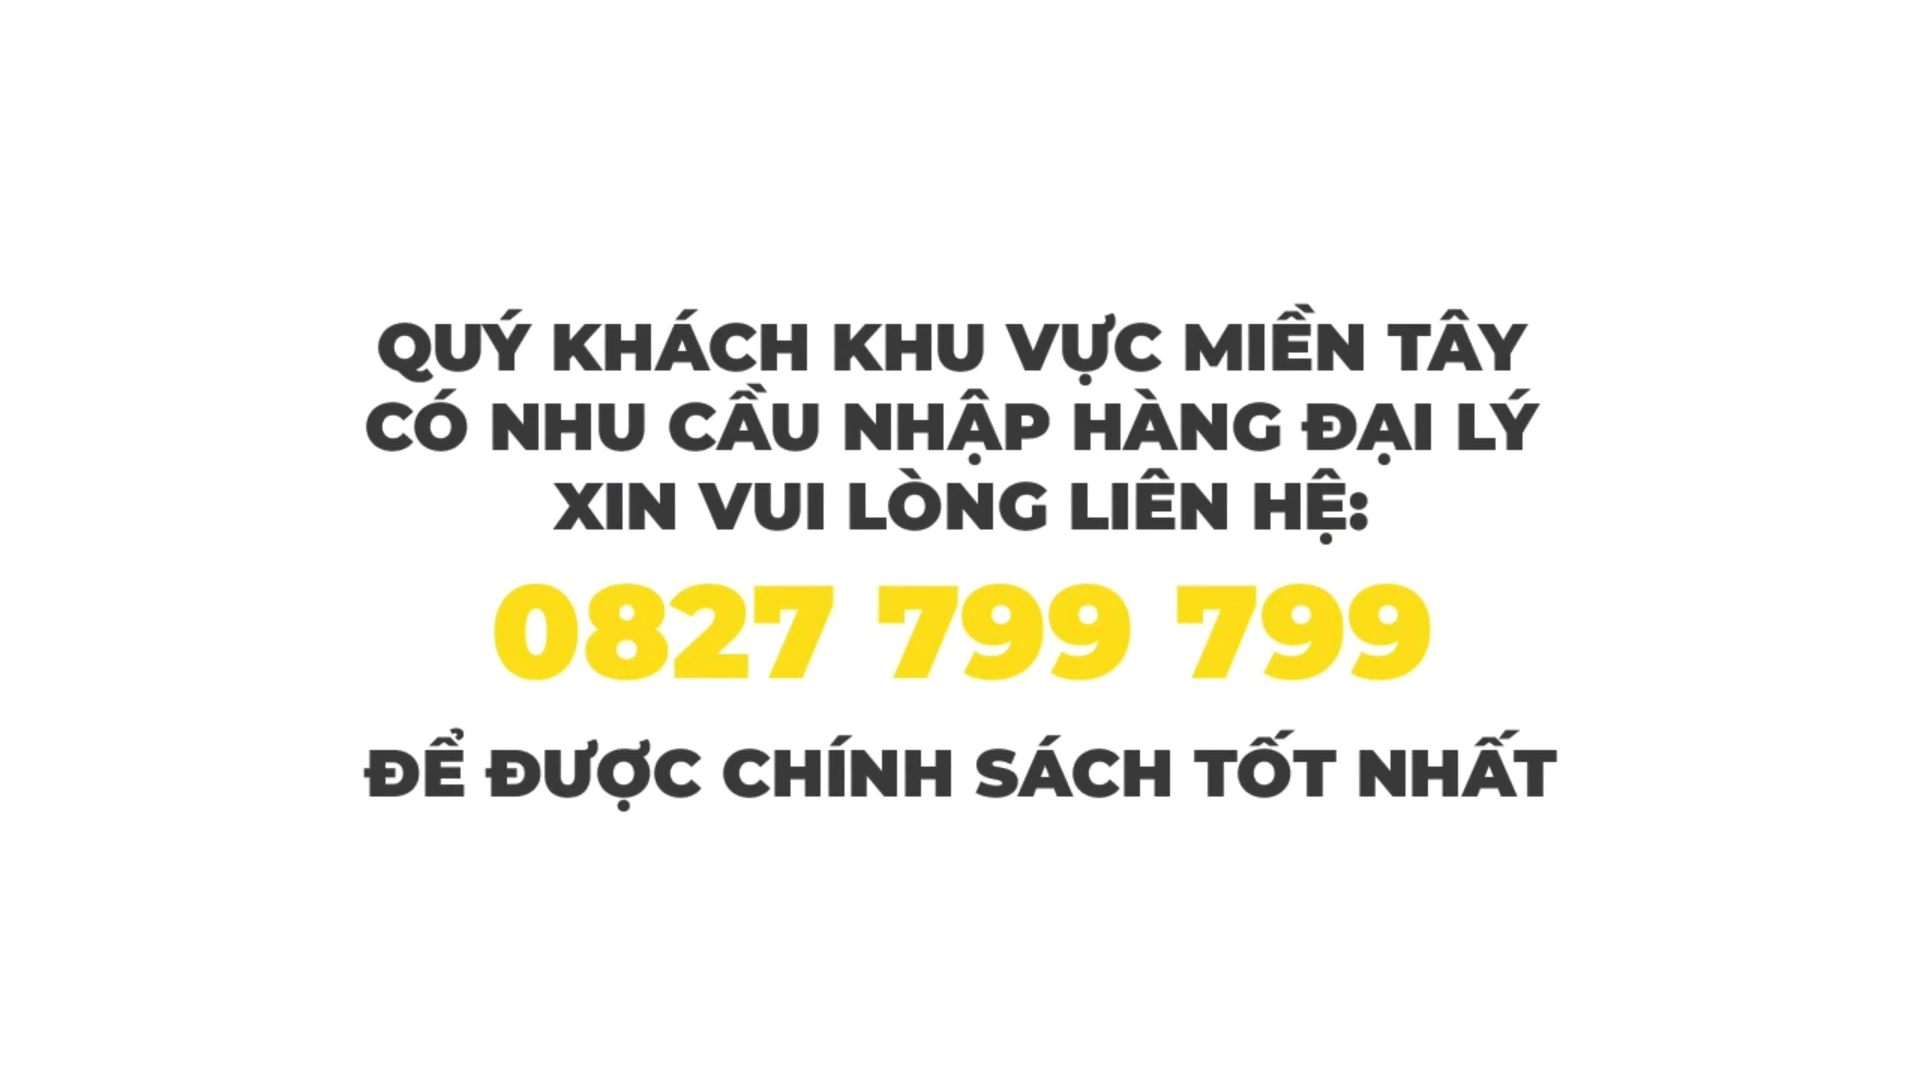 QUÝ KHÁCH KHU VỰC MIỀN TÂY
CÓ NHU CẦU NHẬP HÀNG ĐẠI LÝ
XIN VUI LÒNG LIÊN HỆ:
0827 799 799
ĐỂ ĐƯỢC CHÍNH SÁCH TỐT NHẤT